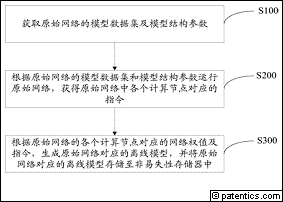 S100
获取原始网络的模型数据集及模型结构参数
S200
根据原始网络的模型数据集和模型结构参数运行
原始网络，获得原始网络中各个计算节点对应的
指令
S300
根据原始网络的各个计算节点对应的网络权值及
指令，生成原始网络对应的离线模型，并将原始
网络对应的离线模型存储至非易失性存储器中
© patentics.com